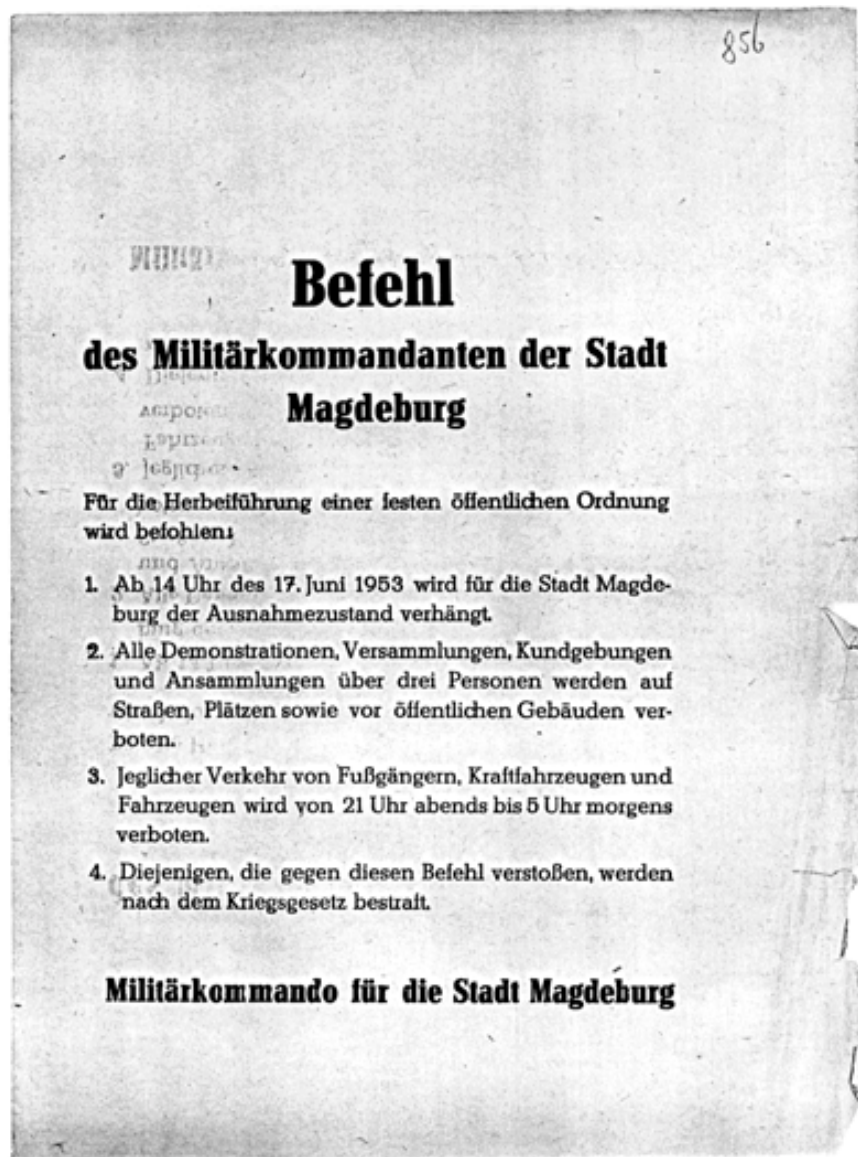 856
Befehl
des Militärkommandanten der Stadt
Magdeburg
Für die Herbeiführung einer festen öffentlichen Ordnung
wird befohlen:
1. Ab 14 Uhr des 17. Juni 1953 wird für die Stadt Magde-
burg der Ausnahmezustand verhängt.
2. Alle Demonstrationen, Versammlungen, Kundgebungen
und Ansammlungen über drei Personen werden auf
Straßen, Plätzen sowie vor öffentlichen Gebäuden ver-
boten.
3. Jeglicher Verkehr von Fußgängern, Kraftfahrzeugen und
Fahrzeugen wird von 21 Uhr abends bis 5 Uhr morgens
verboten.
4. Diejenigen, die gegen diesen Befehl verstoßen, werden
nach dem Kriegsgesetz bestraft.
Militärkommando für die Stadt Magdeburg